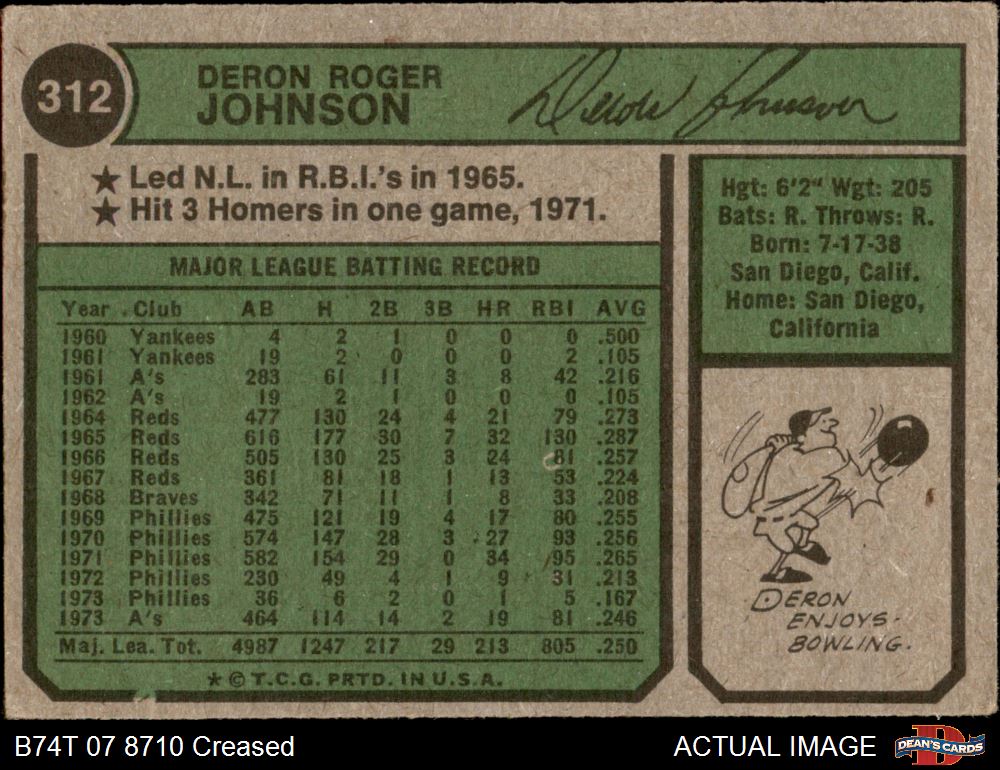 312
DERON ROGER
JOHNSON
Deron Johnson
★ Led N.L. in R.B.I.'s in 1965.
★ Hit 3 Homers in one game, 1971.
MAJOR LEAGUE BATTING RECORD
Year Club AB H 2B 3B HR RBI AVG
1960 Yankees 4 2 1 0 0 0 .500
1961 Yankees 19 2 0 0 0 2 .105
1961 A's 283 61 11 3 8 42 .216
1962 A's 19 2 1 0 0 0 .105
1964 Reds 477 130 24 4 21 79 .273
1965 Reds 616 177 30 7 32 130 .287
1966 Reds 505 130 25 3 24 81 .257
1967 Reds 361 81 18 1 13 53 .224
1968 Braves 342 71 11 1 8 33 .208
1969 Phillies 475 121 19 4 17 80 .255
1970 Phillies 574 147 28 3 27 93 .256
1971 Phillies 582 154 29 0 34 95 .265
1972 Phillies 230 49 4 1 9 31 .213
1973 Phillies 36 6 2 0 1 5 .167
1973 A's 464 114 14 2 19 81 .246
Maj. Lea. Tot. 4987 1247 217 29 213 805 .250
★ © T.C.G. PRTD. IN U.S.A.
Hgt: 6'2" Wgt: 205
Bats: R. Throws: R.
Born: 7-17-38
San Diego, Calif.
Home: San Diego,
California
DERON
ENJOYS
BOWLING.
B74T 07 8710 Creased
ACTUAL IMAGE
DEAN'S CARDS